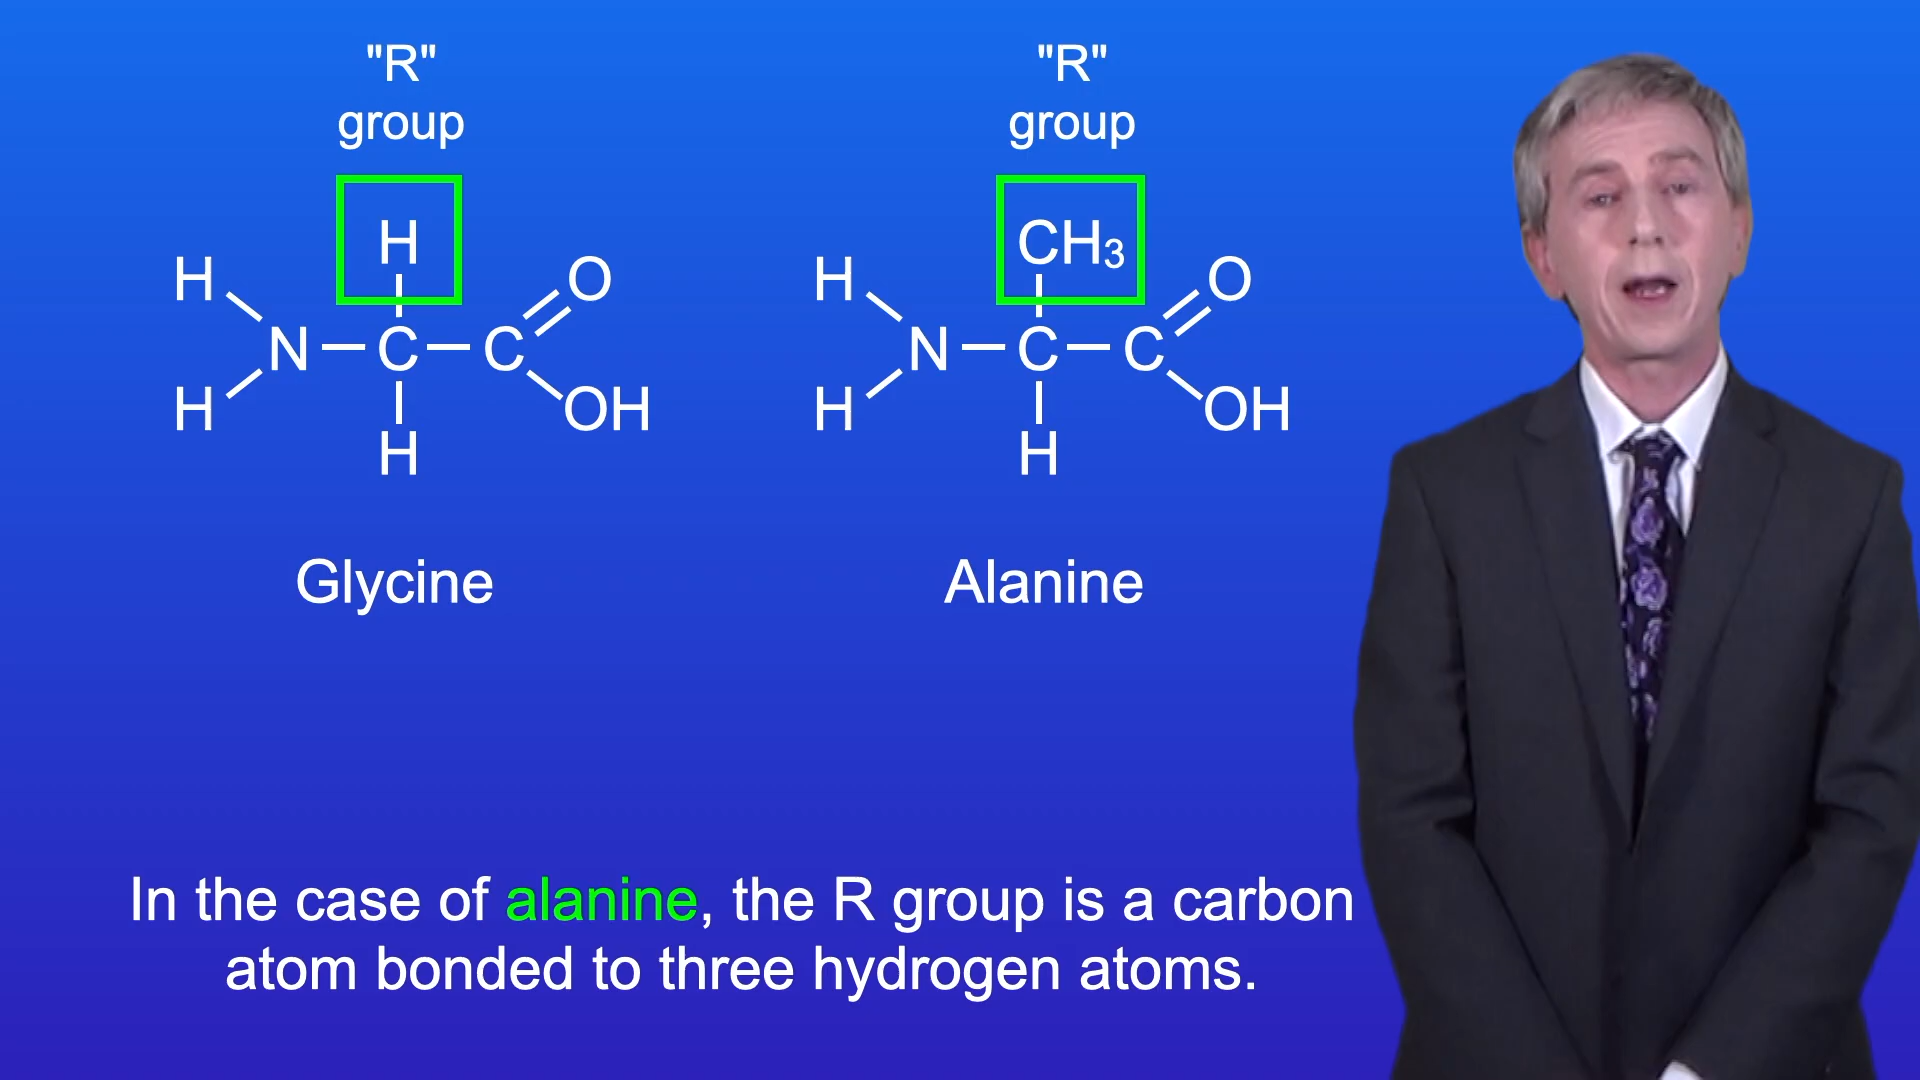 "R"
group
H
H
O
N
C
C
H
OH
H
Glycine
"R"
group
CH₃
H
O
N
C
C
H
OH
H
Alanine
In the case of alanine, the R group is a carbon
atom bonded to three hydrogen atoms.